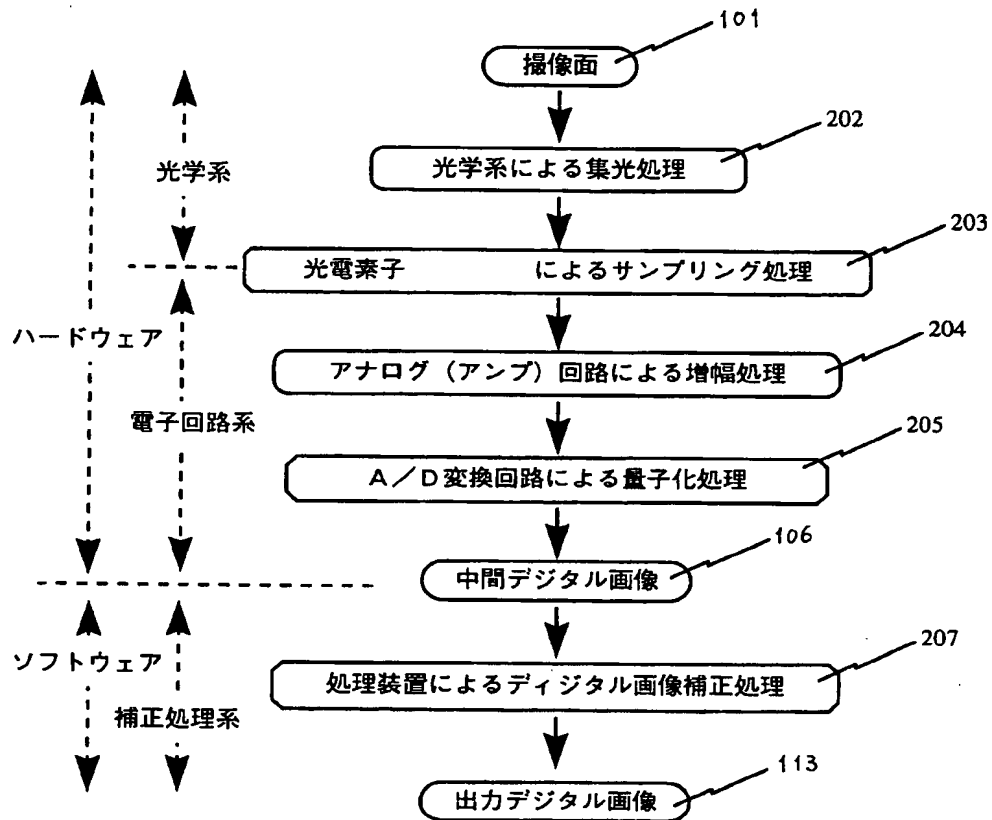 101
撮像面
202
光学系による集光処理
光学系
203
光電素子 によるサンプリング処理
ハードウェア
204
アナログ（アンプ）回路による増幅処理
電子回路系
205
A／D変換回路による量子化処理
106
中間デジタル画像
207
ソフトウェア
処理装置によるディジタル画像補正処理
補正処理系
113
出力デジタル画像